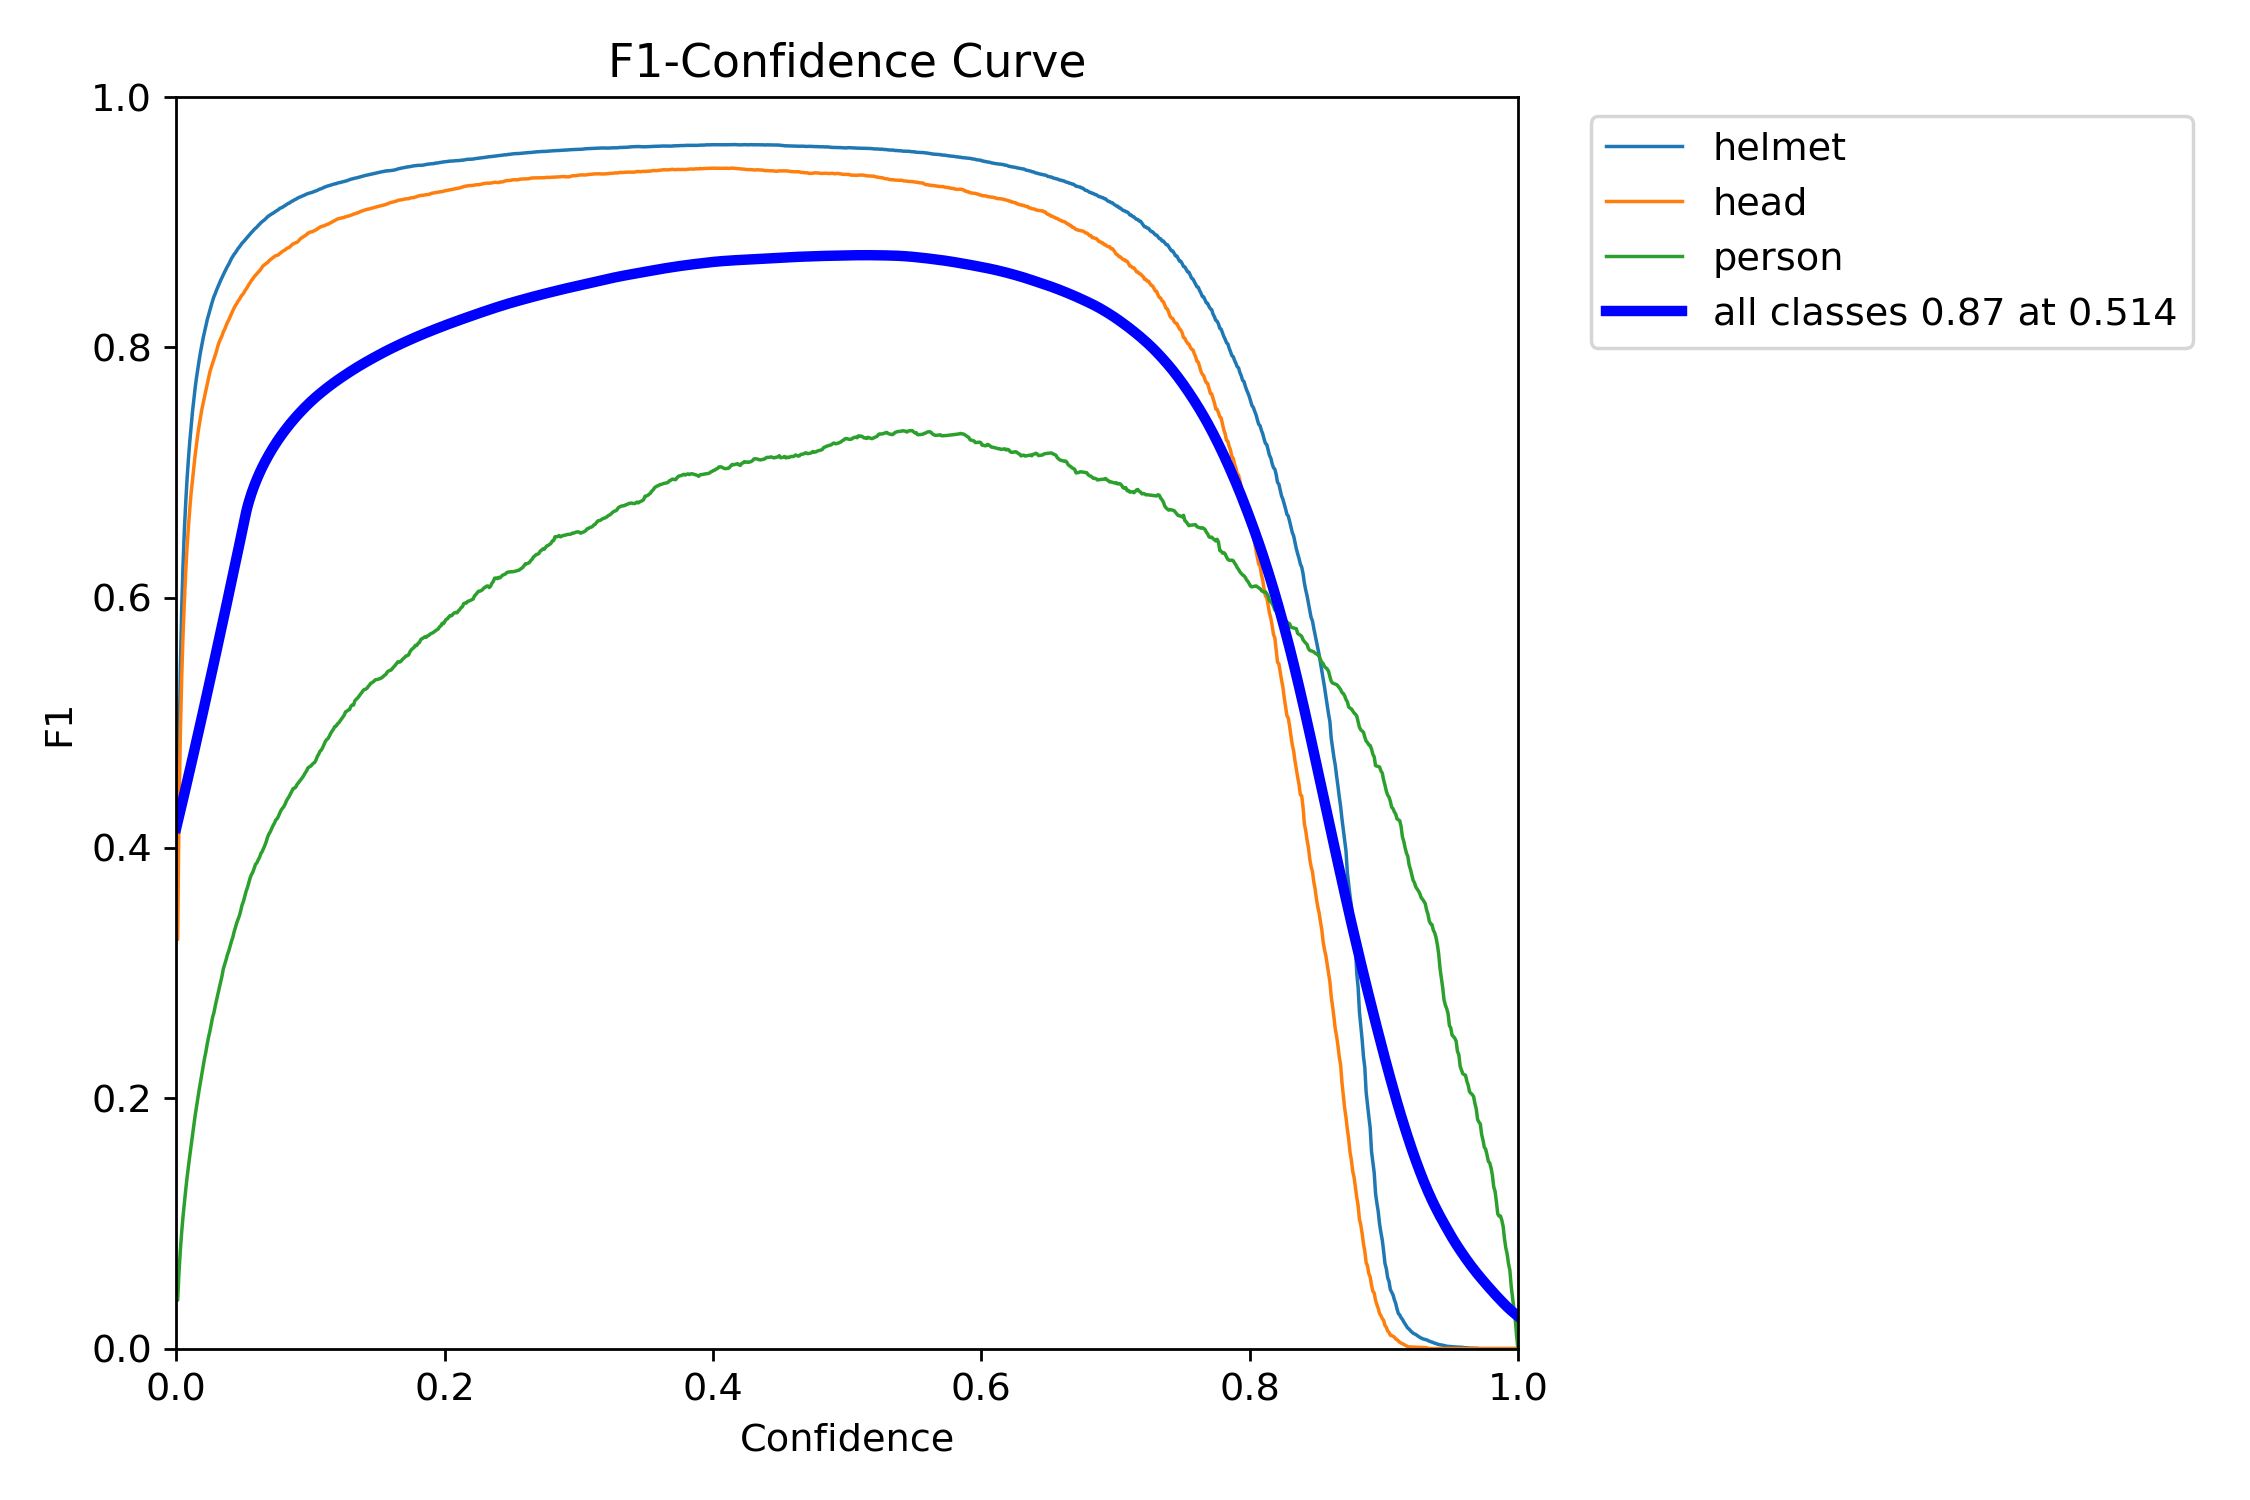 F1-Confidence Curve
1.0
0.8
0.6
0.4
0.2
0.0
F1
0.0 0.2 0.4 0.6 0.8 1.0
Confidence
helmet
head
person
all classes 0.87 at 0.514